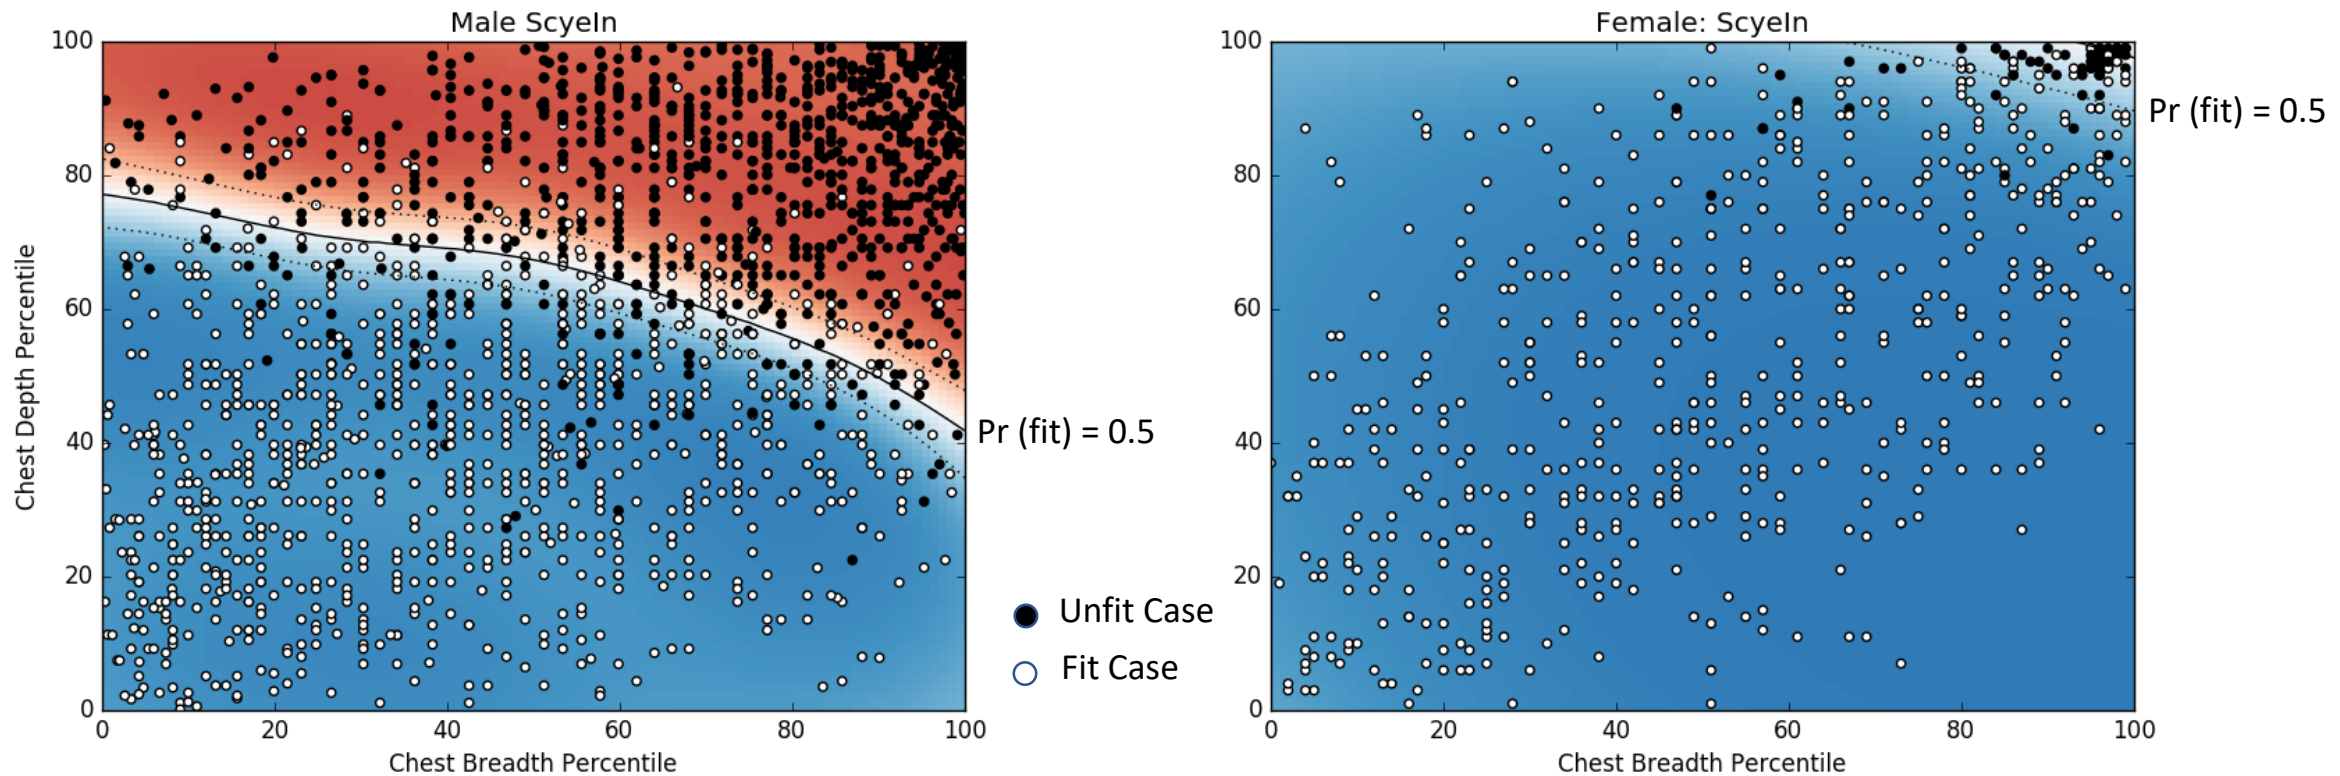 Male ScyeIn
100
80
60
40
20
0
Chest Depth Percentile
0 20 40 60 80 100
Chest Breadth Percentile
Pr (fit) = 0.5
Unfit Case
Fit Case
Female: ScyeIn
100
80
60
40
20
0
0 20 40 60 80 100
Chest Breadth Percentile
Pr (fit) = 0.5